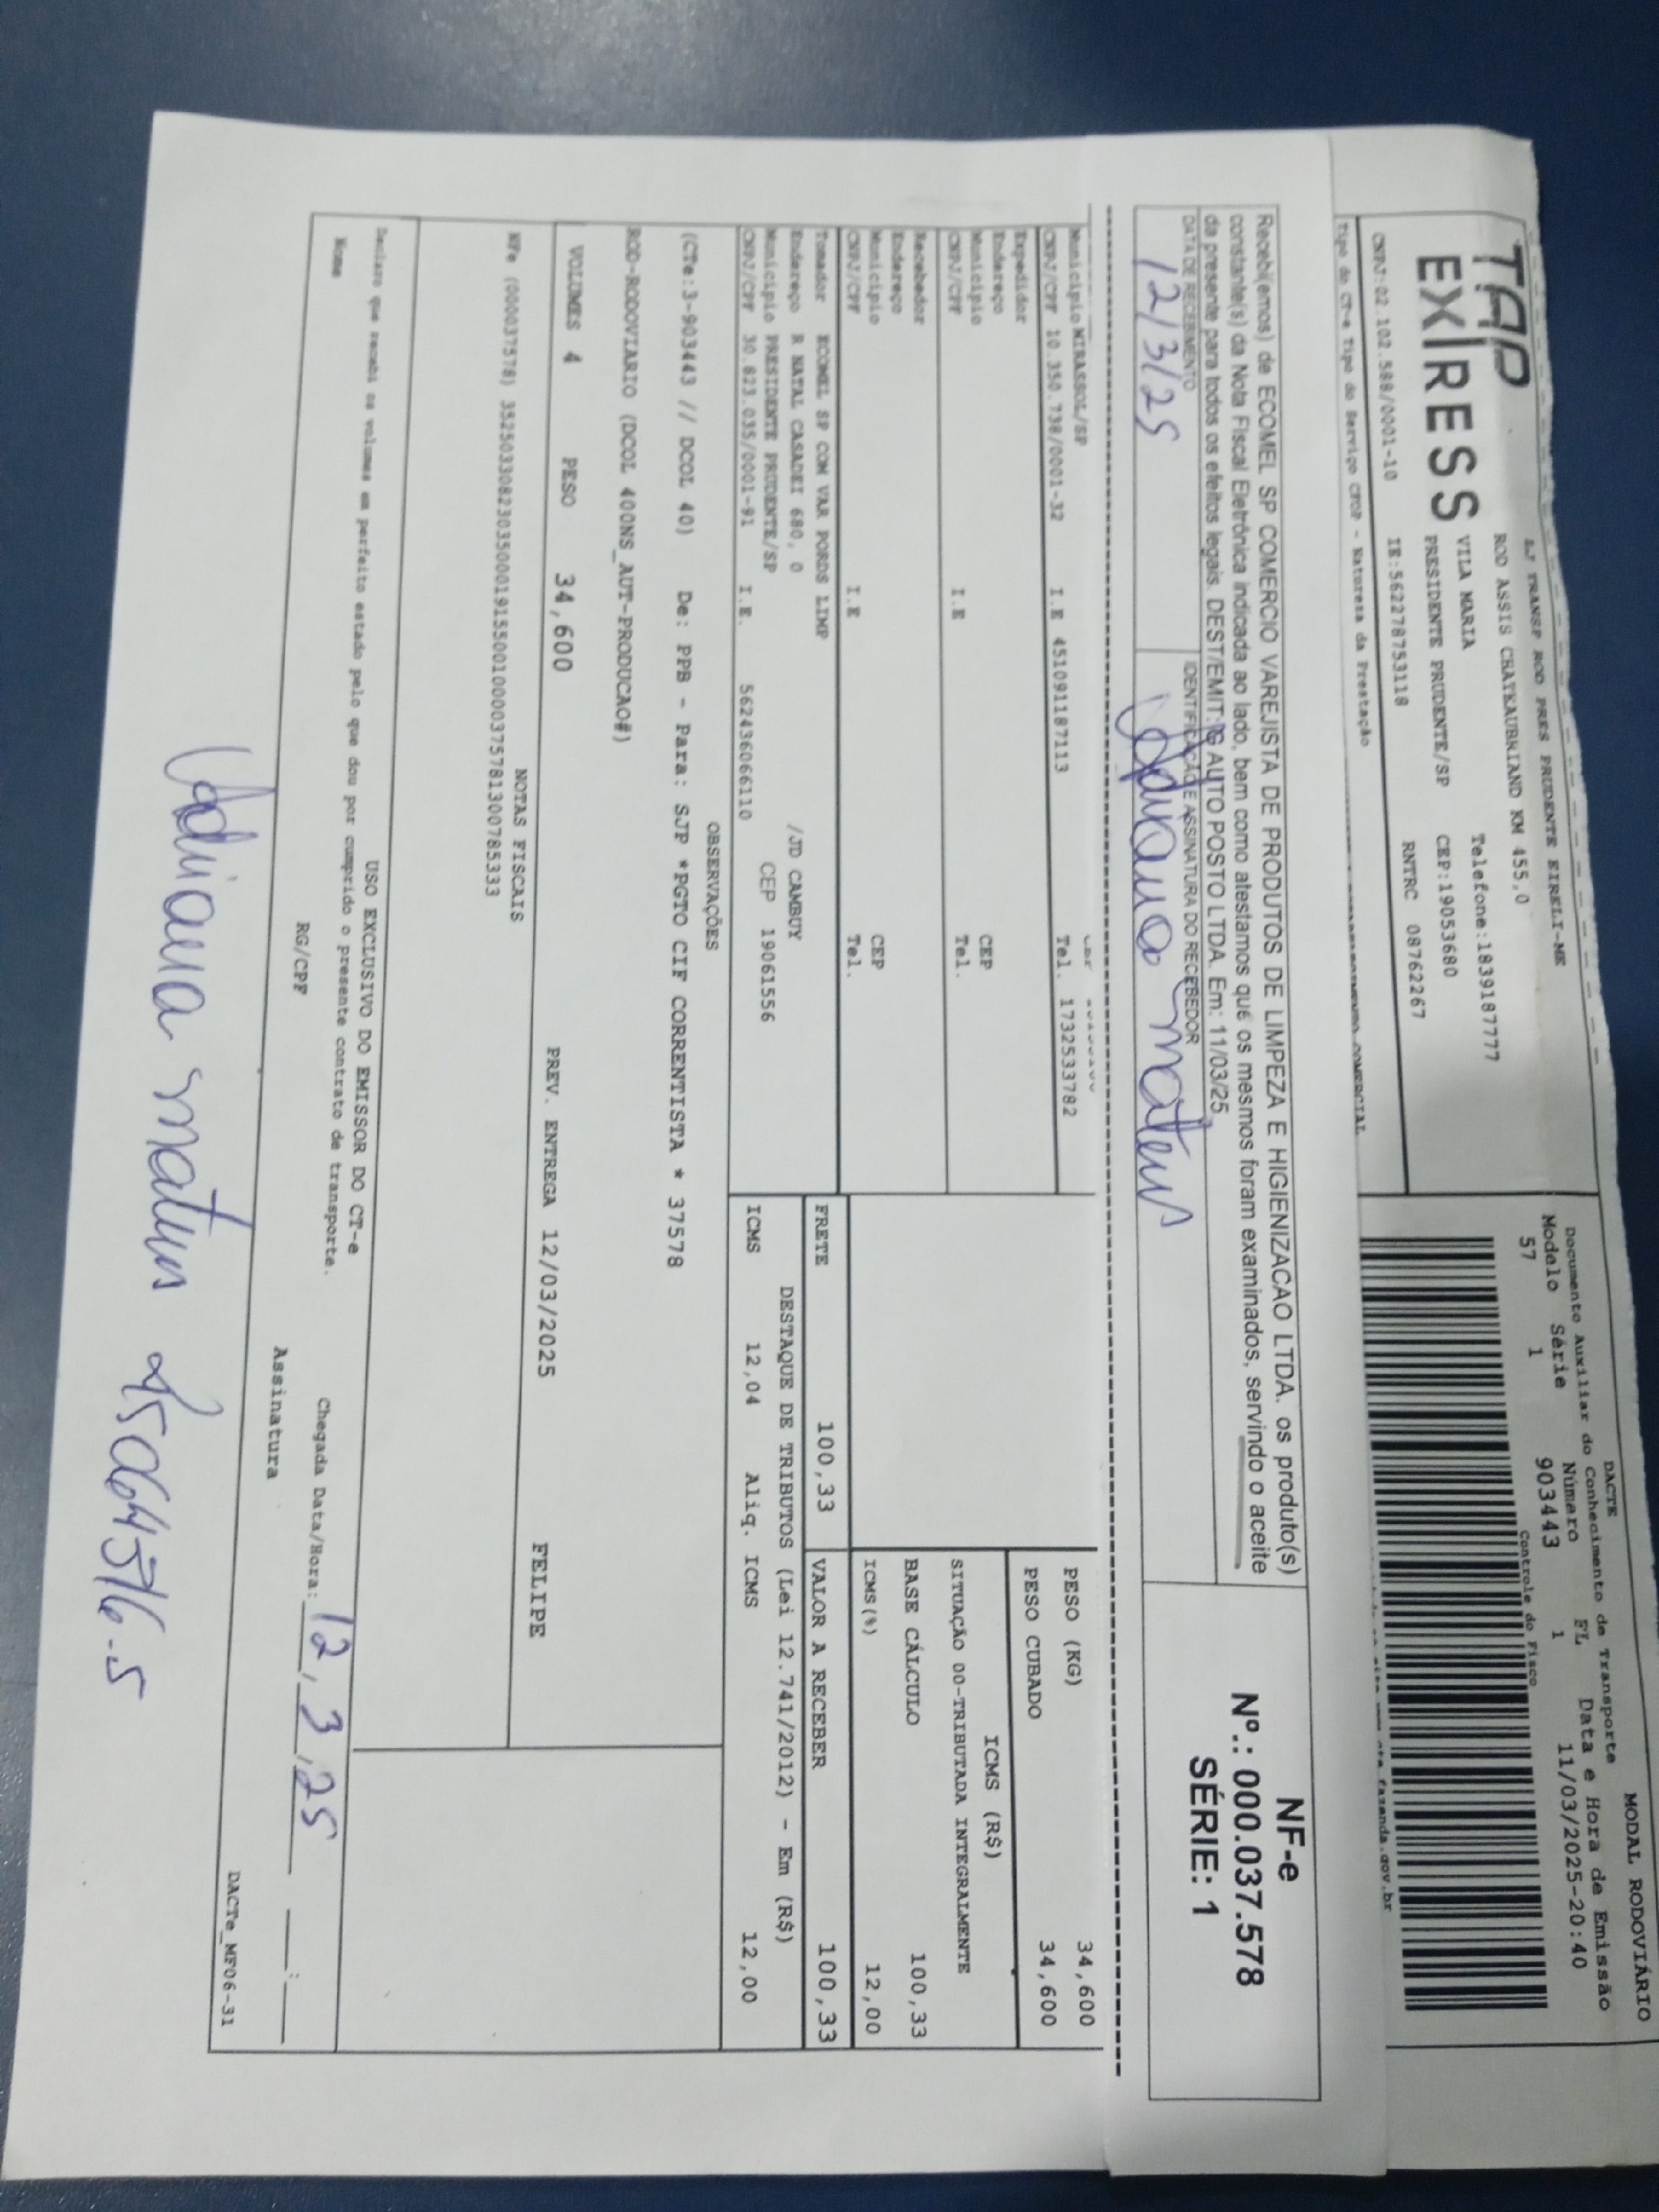 TAP
EXPRESS
LJ TRANSP ROD PRES PRUDENTE EIRELI-ME
ROD ASSIS CHATEAUBRIAND KM 455,0
VILA MARIA Telefone:1839187777
PRESIDENTE PRUDENTE/SP CEP:19053680
CNPJ:02.102.588/0001-10 IE:562278753118 RNTRC 08762267
MODAL RODOVIÁRIO
DACTE
Documento Auxiliar do Conhecimento de Transporte
Modelo Série Número FL Data e Hora de Emissão
57 1 903443 1 11/03/2025-20:40
Controle do Fisco
Tipo do CT-e Tipo do Serviço CFOP - Natureza da Prestação
Receb(emos) de ECOMEL SP COMERCIO VAREJISTA DE PRODUTOS DE LIMPEZA E HIGIENIZACAO LTDA. os produto(s)
constante(s) da Nota Fiscal Eletrônica indicada ao lado, bem como atestamos que os mesmos foram examinados, servindo o aceite
da presente para todos os efeitos legais. DEST/EMIT: AUTO POSTO LTDA. Em: 11/03/25
DATA DE RECEBIMENTO IDENTIFICAÇÃO E ASSINATURA DO RECEBEDOR
12/3/25 Adriana Mateus
NF-e
Nº.: 000.037.578
SÉRIE: 1
Município MIRASSOL/SP
CNPJ/CPF 10.350.738/0001-32 I.E 451091187113 Tel. 1732533782
Expedidor
Endereço
Município CEP
CNPJ/CPF I.E Tel.
Recebedor
Endereço
Município CEP
CNPJ/CPF I.E Tel.
PESO (KG) 34,600
PESO CUBADO 34,600
ICMS (R$)
SITUAÇÃO 00-TRIBUTADA INTEGRALMENTE
BASE CÁLCULO 100,33
ICMS(%) 12,00
Tomador ECOMEL SP COM VAR PORDS LIMP
Endereço R NATAL CASADEI 680, 0 /JD CAMBUY
Município PRESIDENTE PRUDENTE/SP CEP 19061556
CNPJ/CPF 30.823.035/0001-91 I.E. 562436066110
FRETE 100,33 VALOR A RECEBER 100,33
DESTAQUE DE TRIBUTOS (Lei 12.741/2012) - Em (R$)
ICMS 12,04 Aliq. ICMS 12,00
OBSERVAÇÕES
(CTe:3-903443 // DCOL 40) De: PPB - Para: SJP *PGTO CIF CORRENTISTA * 37578
ROD-RODOVIARIO (DCOL 400NS_AUT-PRODUCAO#)
VOLUMES 4 PESO 34,600 PREV. ENTREGA 12/03/2025 FELIPE
NOTAS FISCAIS
NFe (000037578) 35250330823035000191550010000375781300785333
USO EXCLUSIVO DO EMISSOR DO CT-e
Declaro que recebi os volumes em perfeito estado pelo que dou por cumprido o presente contrato de transporte.
Nome RG/CPF Assinatura Chegada Data/Hora: 12,3,25 :
DACTe_MF06-31
Adriana Mateus